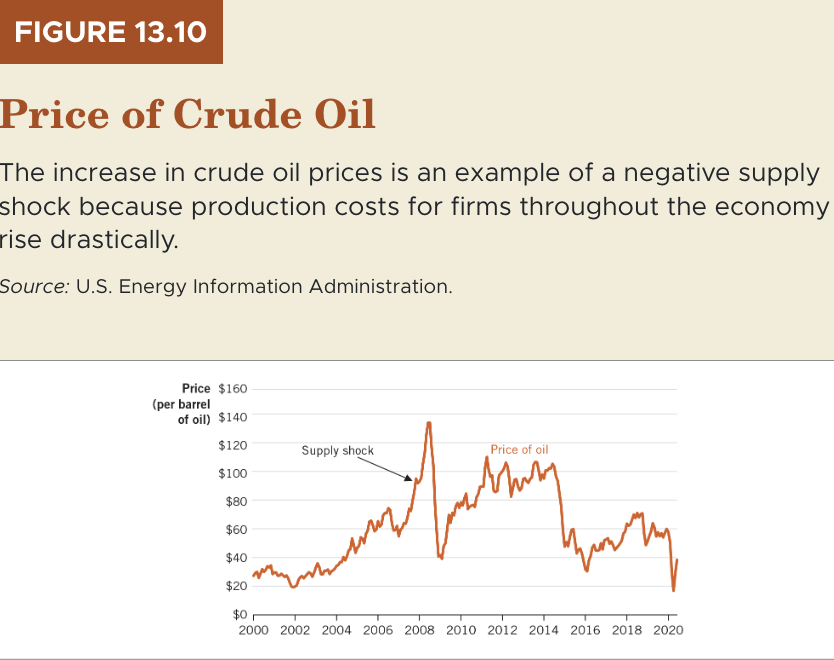 FIGURE 13.10
Price of Crude Oil
The increase in crude oil prices is an example of a negative supply
shock because production costs for firms throughout the economy
rise drastically.
Source: U.S. Energy Information Administration.
Price
(per barrel
of oil)
$160
$140
$120
$100
$80
$60
$40
$20
$0
Supply shock
Price of oil
2000 2002 2004 2006 2008 2010 2012 2014 2016 2018 2020